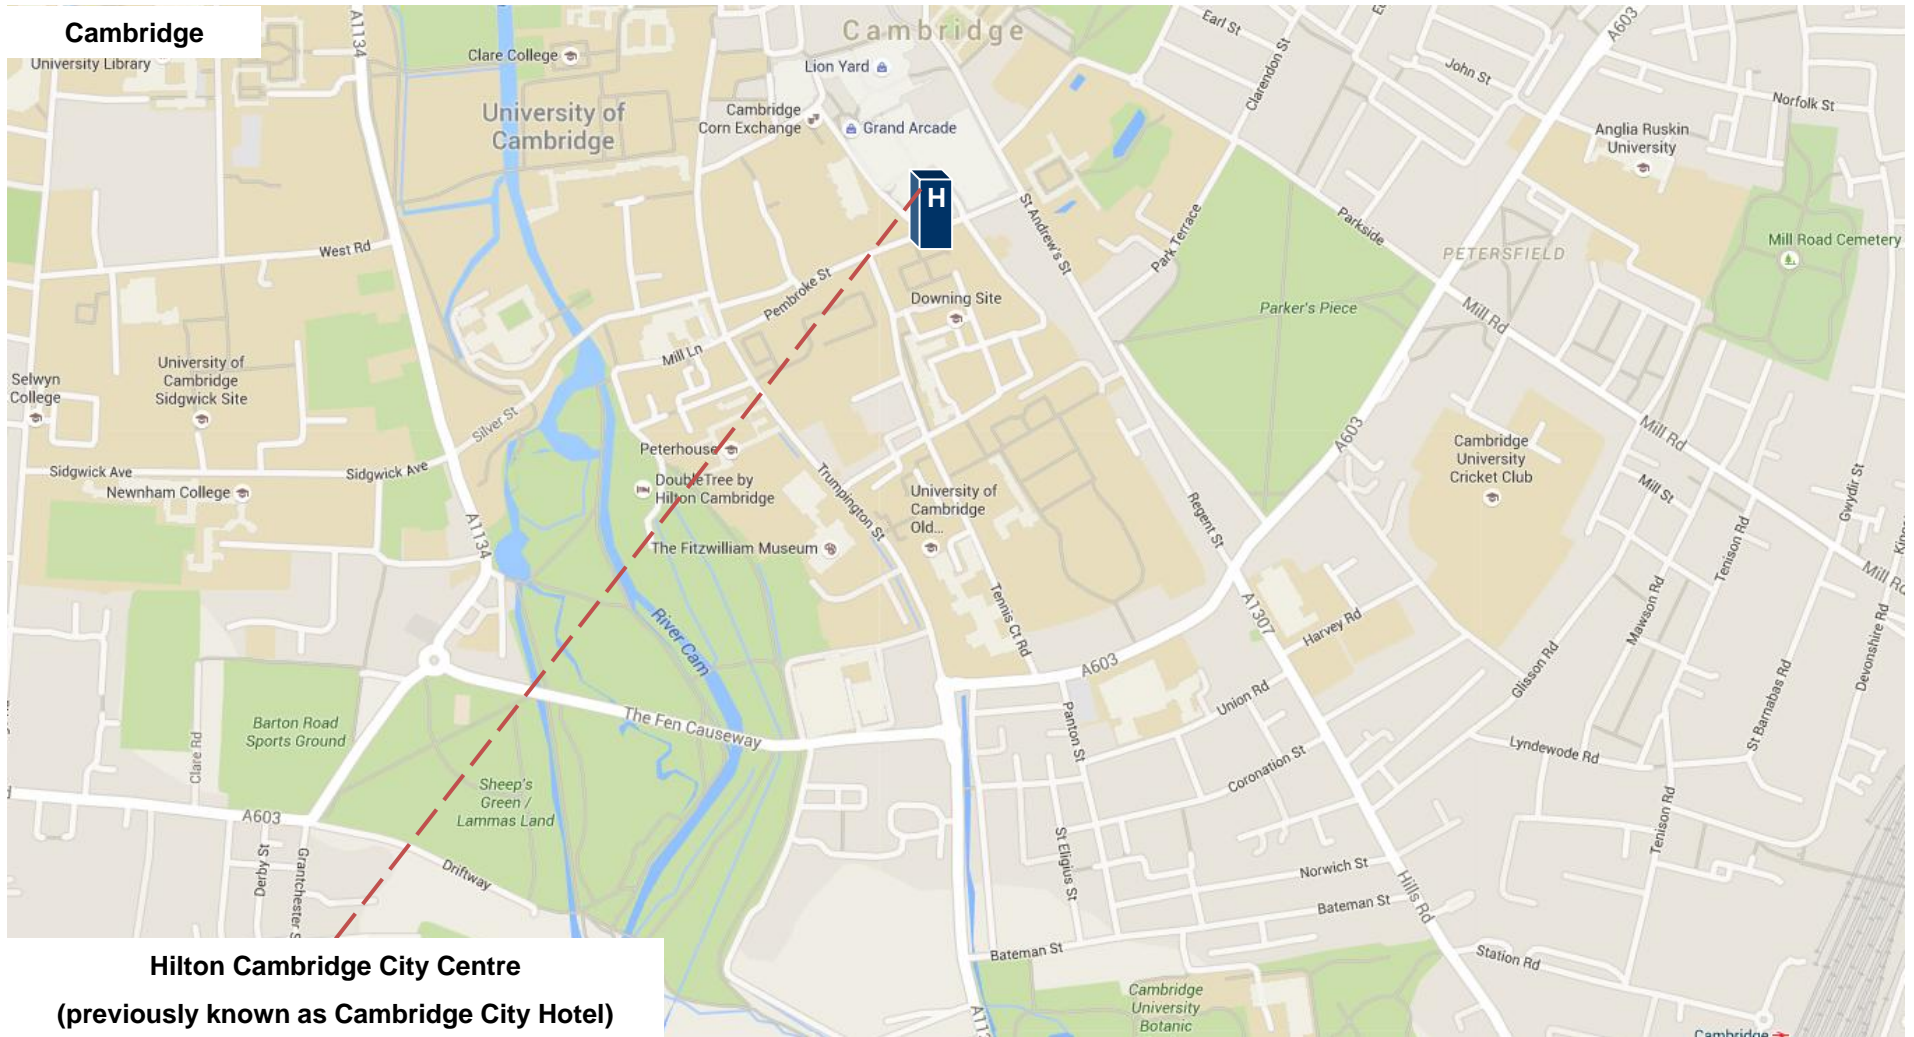 Cambridge
University Library
A1134
Clare College
Cambridge
Lion Yard
Earl St
Clarendon St
A603
John St
Norfolk St
University of
Cambridge
Cambridge
Corn Exchange
Grand Arcade
Anglia Ruskin
University
H
St Andrew's St
Park Terrace
Parkside
PETERSFIELD
Mill Road Cemetery
West Rd
Pembroke St
Downing Site
Parker's Piece
Mill Rd
Mill Ln
University of
Cambridge
Sidgwick Site
Selwyn
College
Silver St
A603
Mill Rd
Cambridge
University
Cricket Club
Sidgwick Ave
Sidgwick Ave
Newnham College
Peterhouse
DoubleTree by
Hilton Cambridge
Trumpington St
University of
Cambridge
Old...
Regent St
Mill St
Gwydir St
Tenison Rd
A1134
The Fitzwilliam Museum
Mill Rd
River Cam
Tennis Ct Rd
A1307
Harvey Rd
Mawson Rd
Devonshire Rd
A603
Glisson Rd
Union Rd
St Barnabas Rd
Barton Road
Sports Ground
Clare Rd
The Fen Causeway
Panton St
Lyndewode Rd
Coronation St
Sheep's
Green /
Lammas Land
A603
Derby St
Grantchester S
Driftway
St Eligius St
Tenison Rd
Norwich St
Hills Rd
Bateman St
Bateman St
Station Rd
Hilton Cambridge City Centre
(previously known as Cambridge City Hotel)
Cambridge
University
Botanic
Cambridge